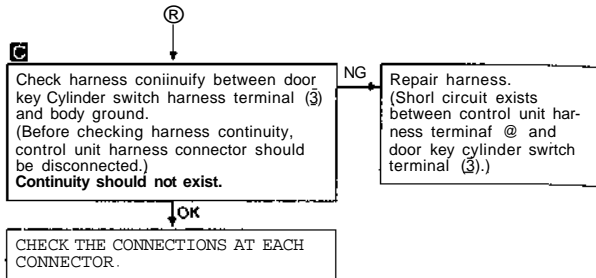 Ⓡ
C
Check harness coniinuify between door
key Cylinder switch harness terminal (3)
and body ground.
(Before checking harness continuity,
control unit harness connector should
be disconnected.)
Continuity should not exist.
NG
Repair harness.
(Shorl circuit exists
between control unit har-
ness terminaf @ and
door key cylinder switch
terminal (3).)
OK
CHECK THE CONNECTIONS AT EACH
CONNECTOR.